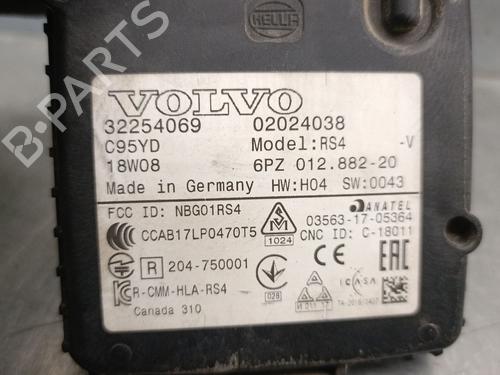 HELLA
VOLVO
32254069 02024038
C95YD Model:RS4 -V
18W08 6PZ 012.882-20
Made in Germany HW:H04 SW:0043
FCC ID: NBG01RS4 ANATEL
CCAB17LP0470T5 1024 03563-17-05364
CNC ID: C-18011
R 204-750001 EAC
R-CMM-HLA-RS4 028 ICASA
Canada 310
B-PARTS